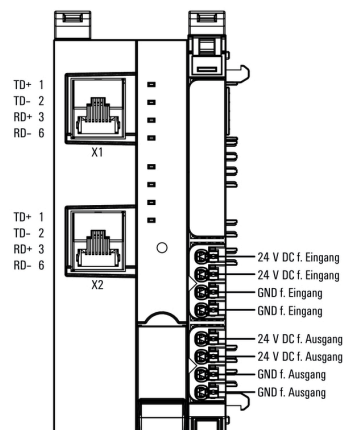 TD+ 1
TD- 2
RD+ 3
RD- 6
X1
TD+ 1
TD- 2
RD+ 3
RD- 6
X2
24 V DC f. Eingang
24 V DC f. Eingang
GND f. Eingang
GND f. Eingang
24 V DC f. Ausgang
24 V DC f. Ausgang
GND f. Ausgang
GND f. Ausgang